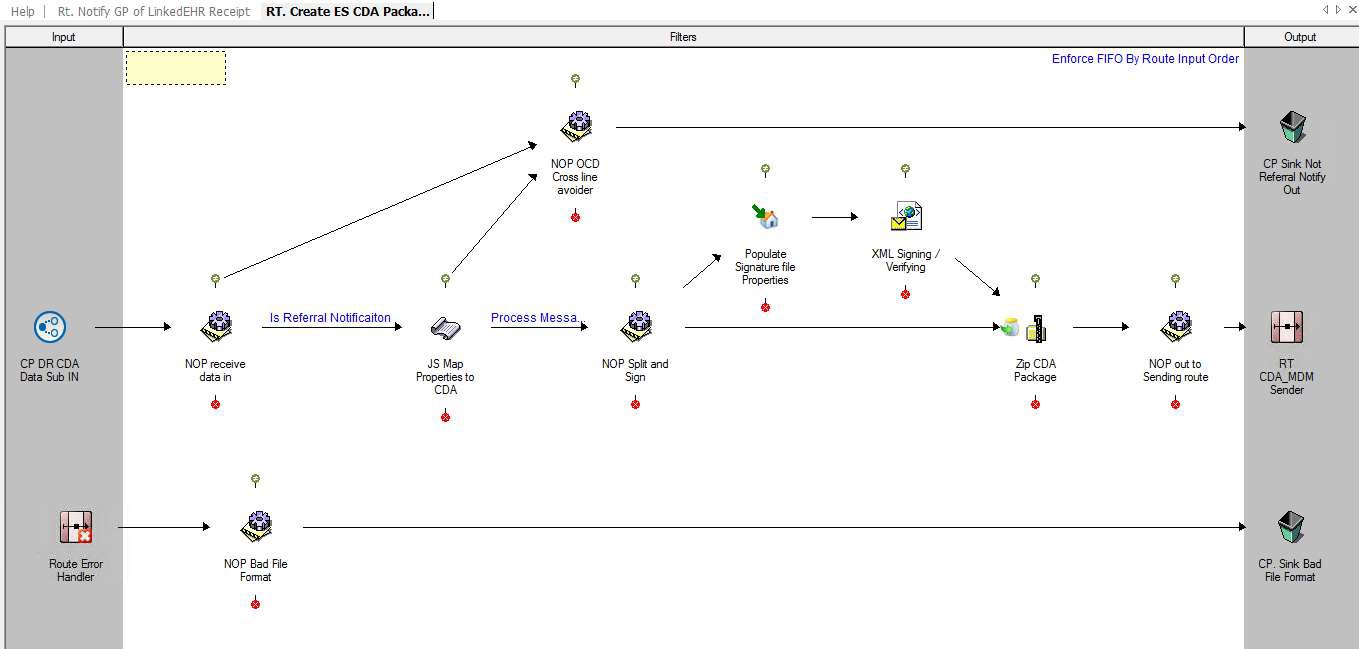 Help
Rt. Notify GP of LinkedEHR Receipt
RT. Create ES CDA Packa...
Input
Filters
Output
Enforce FIFO By Route Input Order
NOP OCD
Cross line
avoider
CP Sink Not
Referral Notify
Out
Populate
Signature file
Properties
XML Signing /
Verifying
Is Referral Notificaiton
Process Messa...
CP DR CDA
Data Sub IN
NOP receive
data in
JS Map
Properties to
CDA
NOP Split and
Sign
Zip CDA
Package
NOP out to
Sending route
RT
CDA_MDM
Sender
Route Error
Handler
NOP Bad File
Format
CP. Sink Bad
File Format